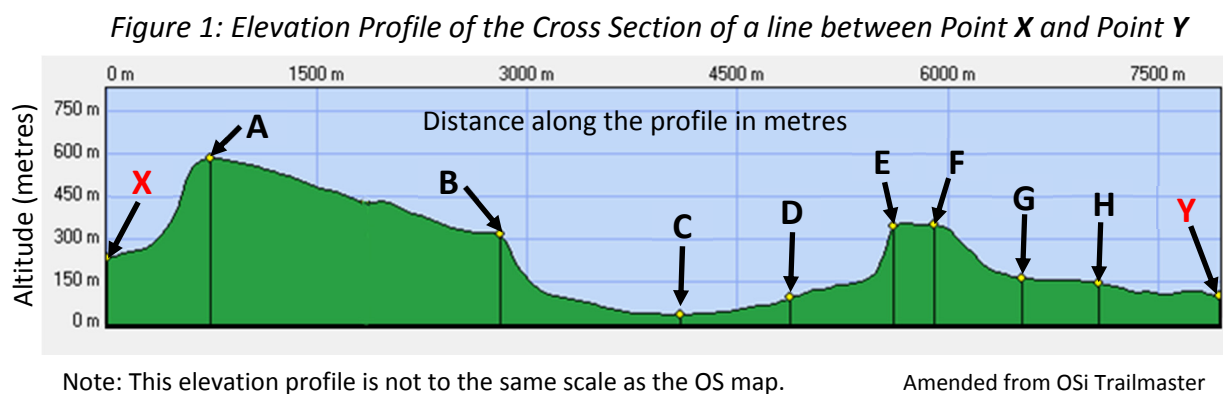 Figure 1: Elevation Profile of the Cross Section of a line between Point X and Point Y
0 m 1500 m 3000 m 4500 m 6000 m 7500 m
Altitude (metres)
750 m
Distance along the profile in metres
A
600 m
E F
X B
450 m
G H Y
C D
300 m
150 m
0 m
Note: This elevation profile is not to the same scale as the OS map. Amended from OSi Trailmaster